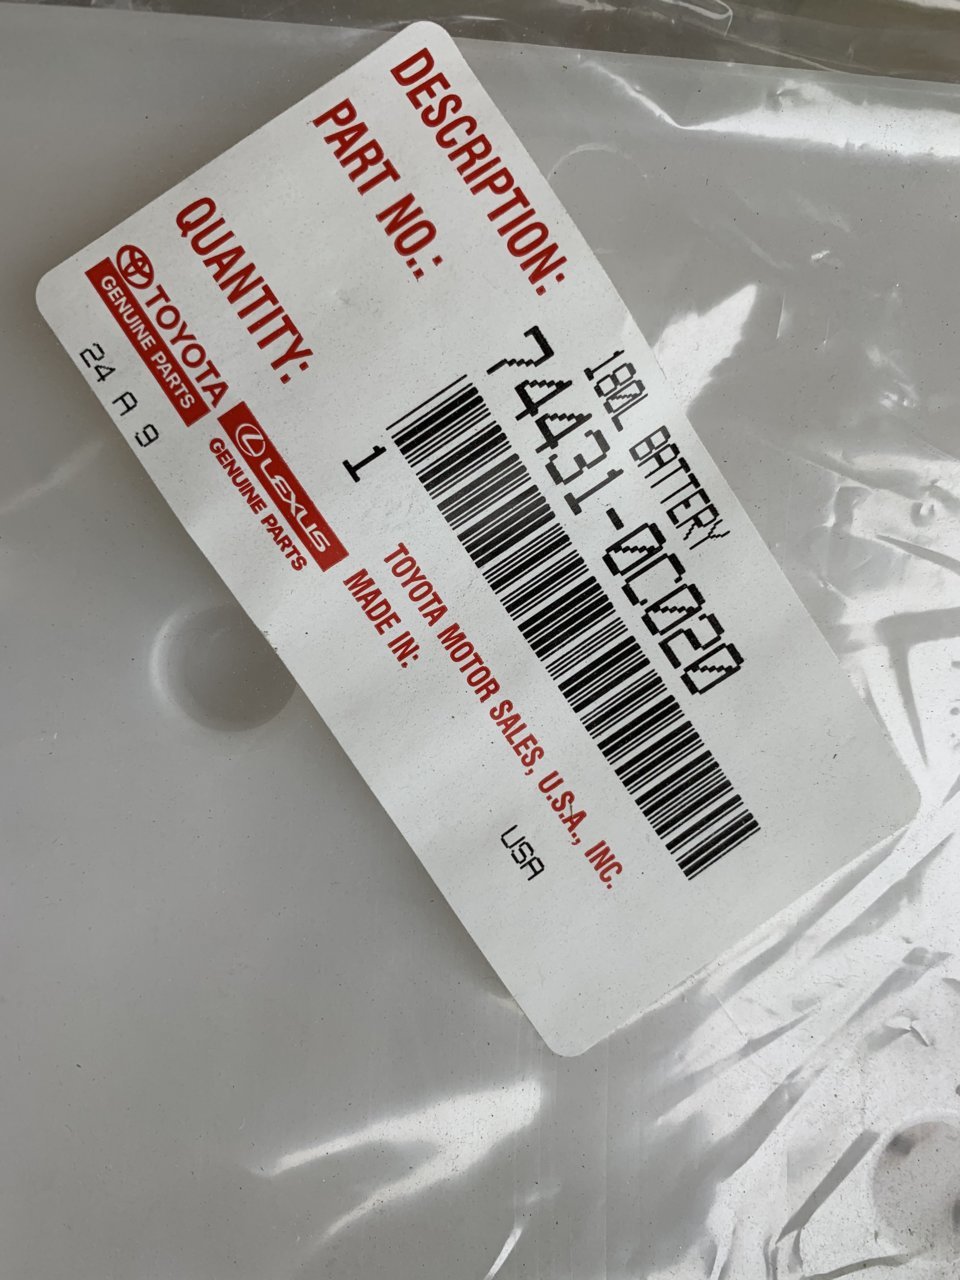 DESCRIPTION: 180L BATTERY
PART NO.: 74431-0C020
QUANTITY: 1
TOYOTA
GENUINE PARTS
LEXUS
GENUINE PARTS
TOYOTA MOTOR SALES, U.S.A., INC.
MADE IN: USA
24 A 9